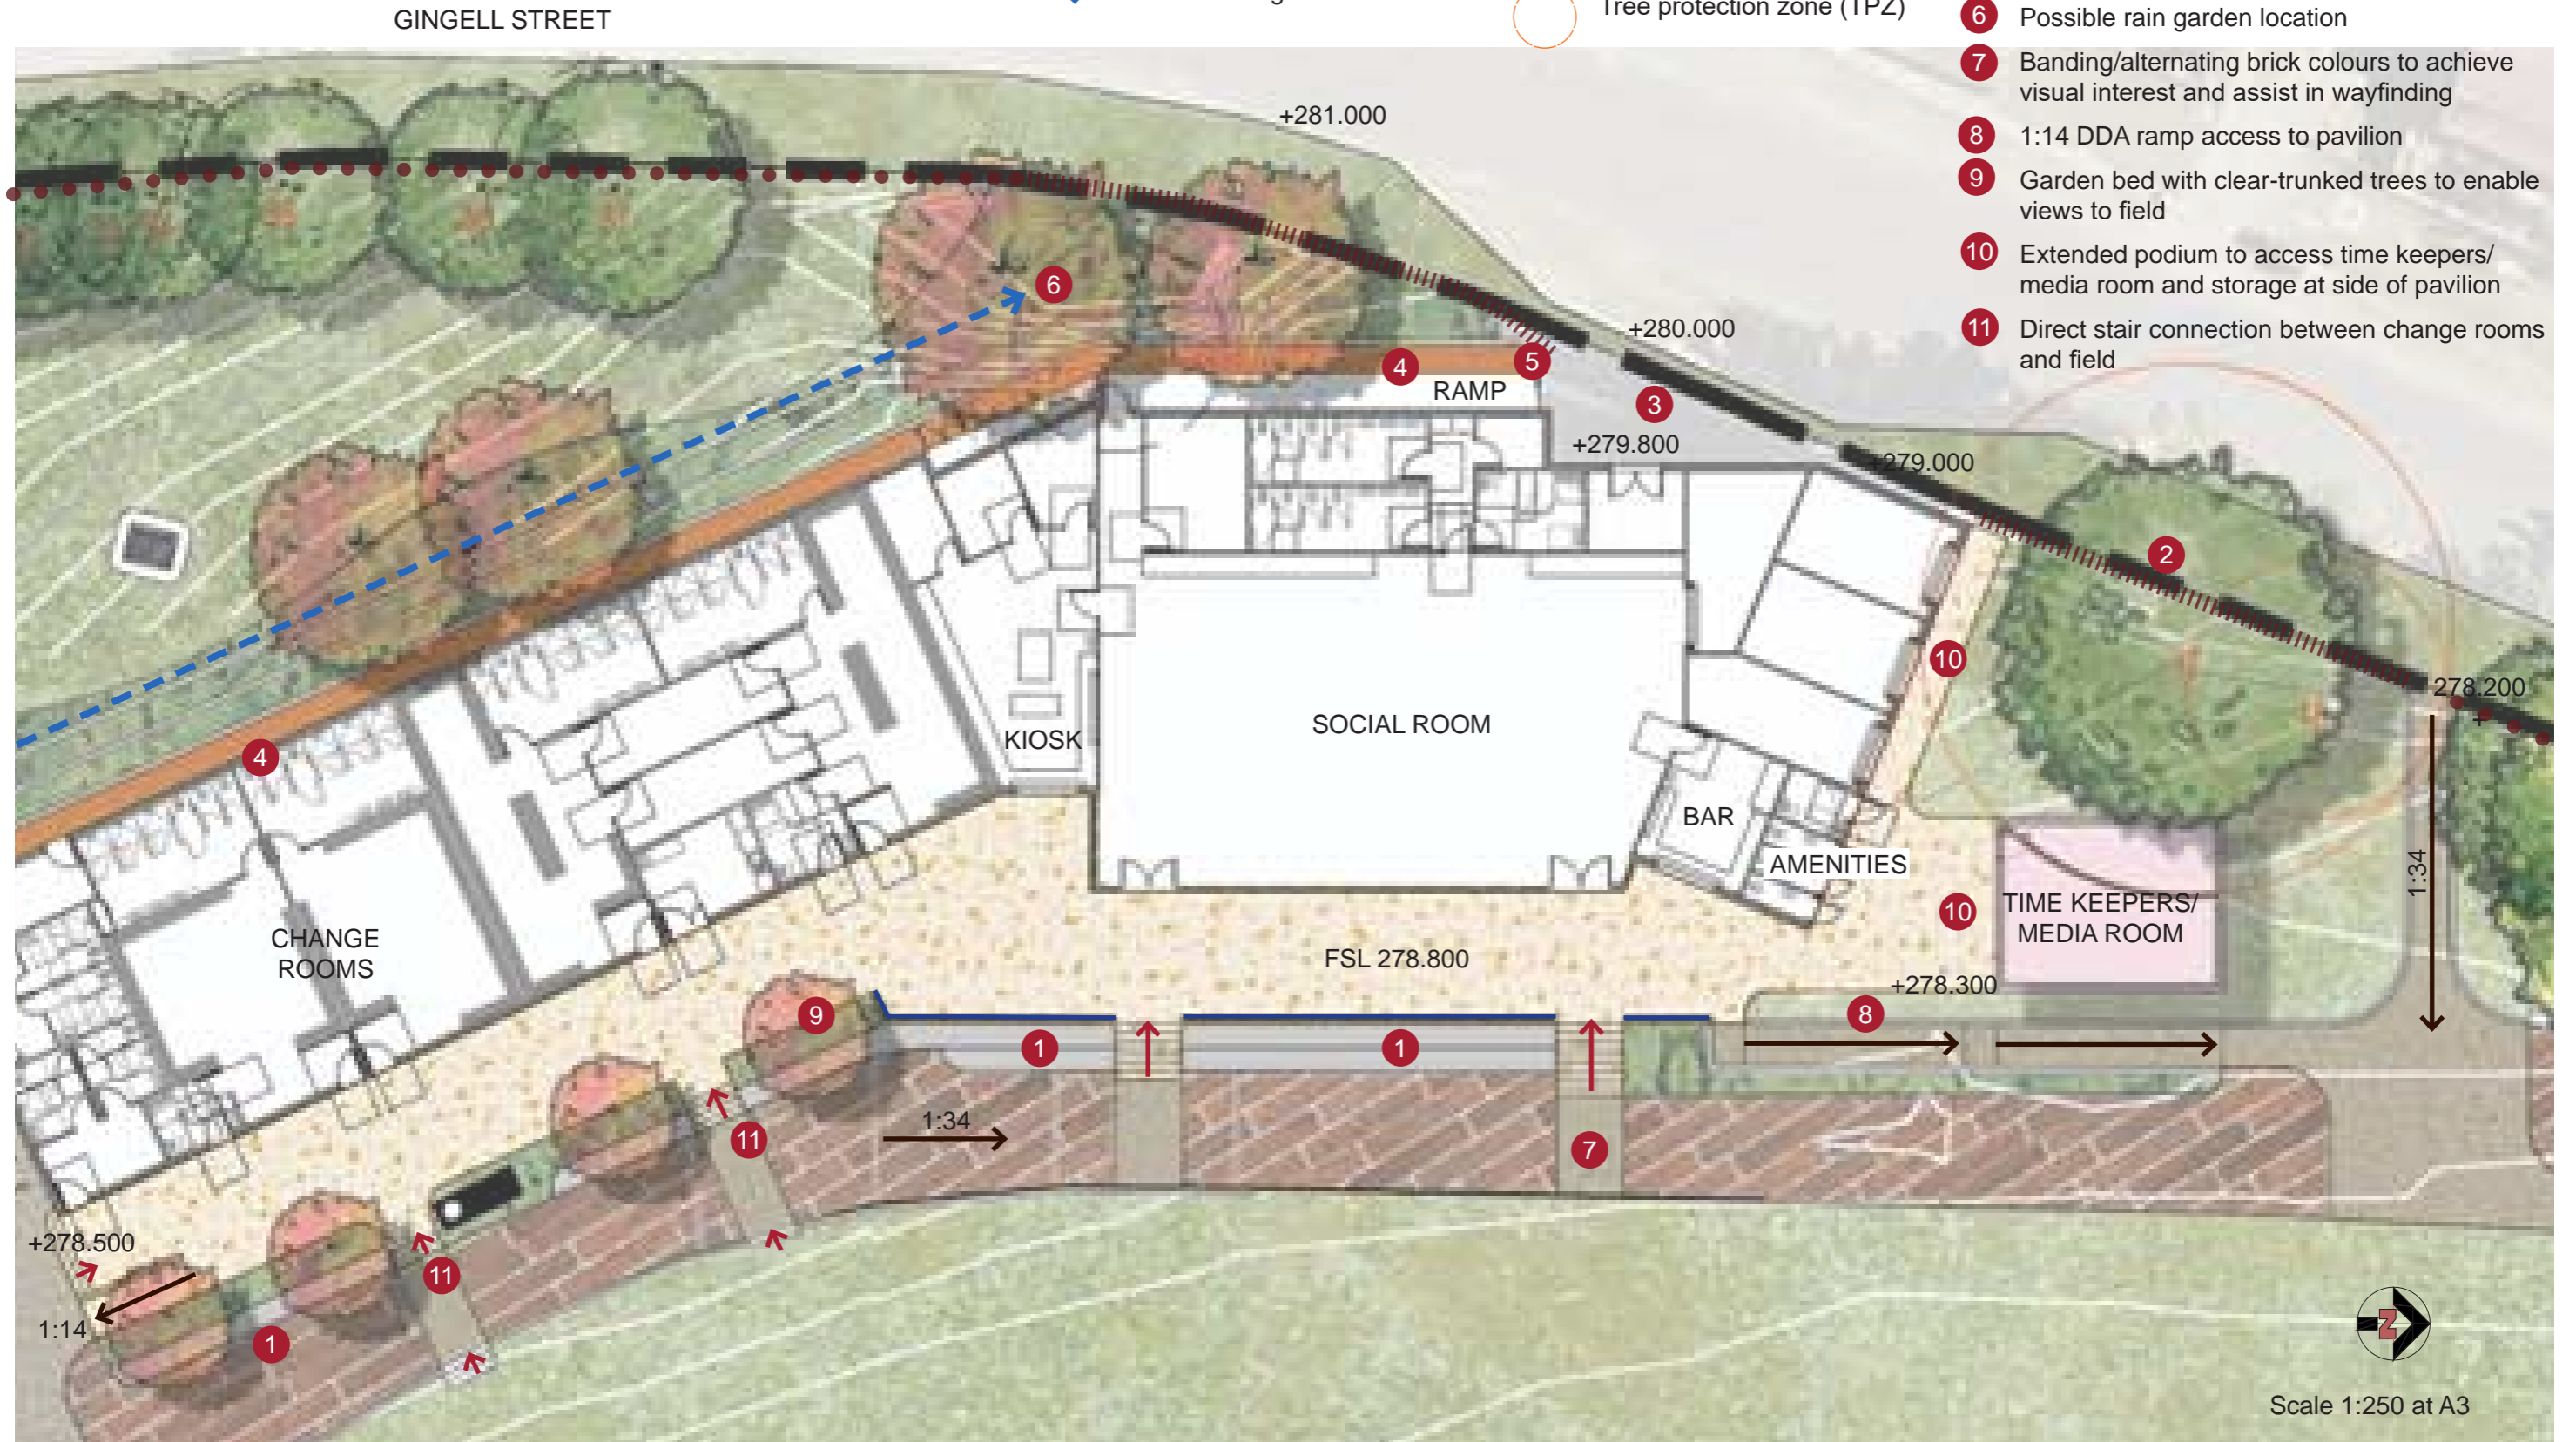 GINGELL STREET
Tree protection zone (TPZ)
6 Possible rain garden location
7 Banding/alternating brick colours to achieve
visual interest and assist in wayfinding
8 1:14 DDA ramp access to pavilion
9 Garden bed with clear-trunked trees to enable
views to field
10 Extended podium to access time keepers/
media room and storage at side of pavilion
11 Direct stair connection between change rooms
and field
+281.000
+280.000
6
4
5
RAMP
3
+279.800
+279.000
2
10
278.200
+
4
KIOSK
SOCIAL ROOM
BAR
AMENITIES
1:34
10
TIME KEEPERS/
MEDIA ROOM
CHANGE
ROOMS
FSL 278.800
+278.300
9
8
1
1
1:34
11
7
+278.500
11
1:14
1
Z
Scale 1:250 at A3